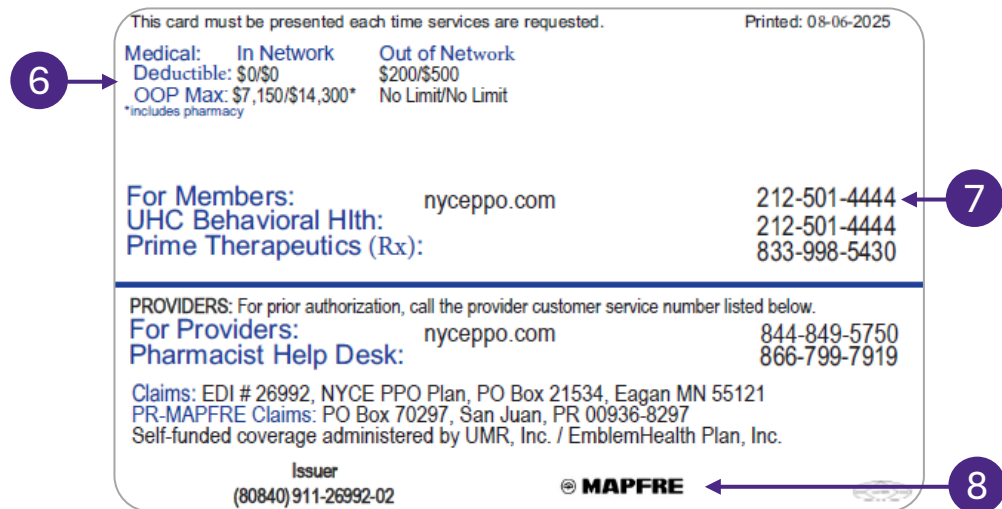 This card must be presented each time services are requested. Printed: 08-06-2025
Medical: In Network Out of Network
6
Deductible: $0/$0 $200/$500
OOP Max: $7,150/$14,300* No Limit/No Limit
*includes pharmacy
For Members: nyceppo.com 212-501-4444
7
UHC Behavioral Hlth: 212-501-4444
Prime Therapeutics (Rx): 833-998-5430
PROVIDERS: For prior authorization, call the provider customer service number listed below.
For Providers: nyceppo.com 844-849-5750
Pharmacist Help Desk: 866-799-7919
Claims: EDI # 26992, NYCE PPO Plan, PO Box 21534, Eagan MN 55121
PR-MAPFRE Claims: PO Box 70297, San Juan, PR 00936-8297
Self-funded coverage administered by UMR, Inc. / EmblemHealth Plan, Inc.
Issuer
(80840) 911-26992-02
MAPFRE
8